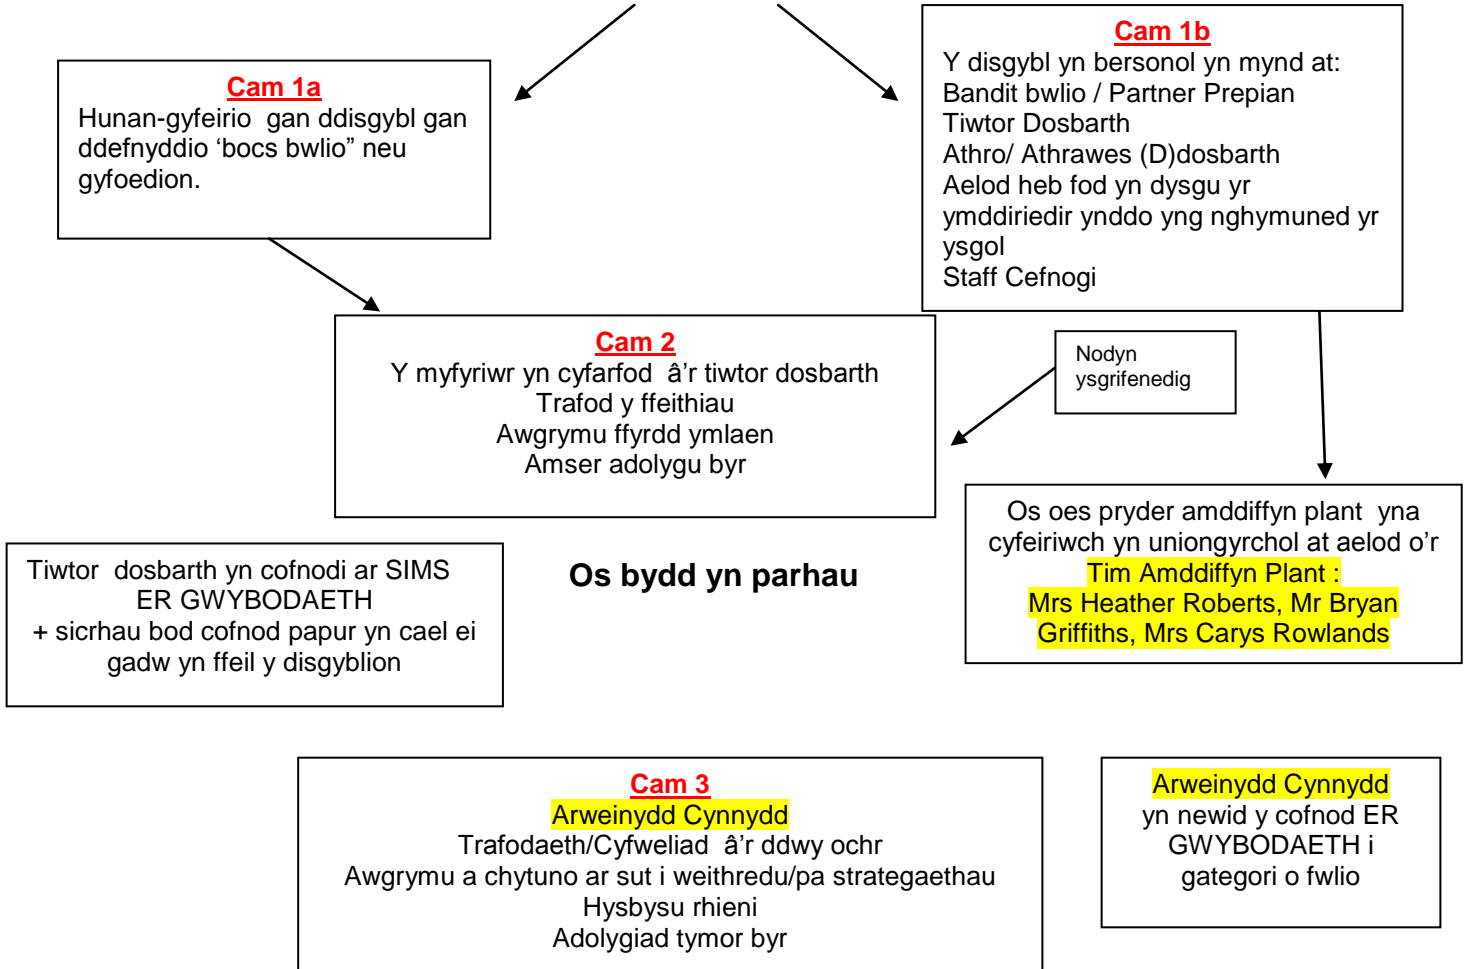 Cam 1a
Hunan-gyfeirio gan ddisgybl gan
ddefnyddio ‘bocs bwlio” neu
gyfoedion.
Cam 1b
Y disgybl yn bersonol yn mynd at:
Bandit bwlio / Partner Prepian
Tiwtor Dosbarth
Athro/ Athrawes (D)dosbarth
Aelod heb fod yn dysgu yr
ymddiriedir ynddo yng nghymuned yr
ysgol
Staff Cefnogi
Cam 2
Y myfyriwr yn cyfarfod â’r tiwtor dosbarth
Trafod y ffeithiau
Awgrymu ffyrdd ymlaen
Amser adolygu byr
Nodyn
ysgrifenedig
Os oes pryder amddiffyn plant yna
cyfeiriwch yn uniongyrchol at aelod o’r
Tim Amddiffyn Plant :
Mrs Heather Roberts, Mr Bryan
Griffiths, Mrs Carys Rowlands
Tiwtor dosbarth yn cofnodi ar SIMS
ER GWYBODAETH
+ sicrhau bod cofnod papur yn cael ei
gadw yn ffeil y disgyblion
Os bydd yn parhau
Cam 3
Arweinydd Cynnydd
Trafodaeth/Cyfweliad â’r ddwy ochr
Awgrymu a chytuno ar sut i weithredu/pa strategaethau
Hysbysu rhieni
Adolygiad tymor byr
Arweinydd Cynnydd
yn newid y cofnod ER
GWYBODAETH i
gategori o fwlio